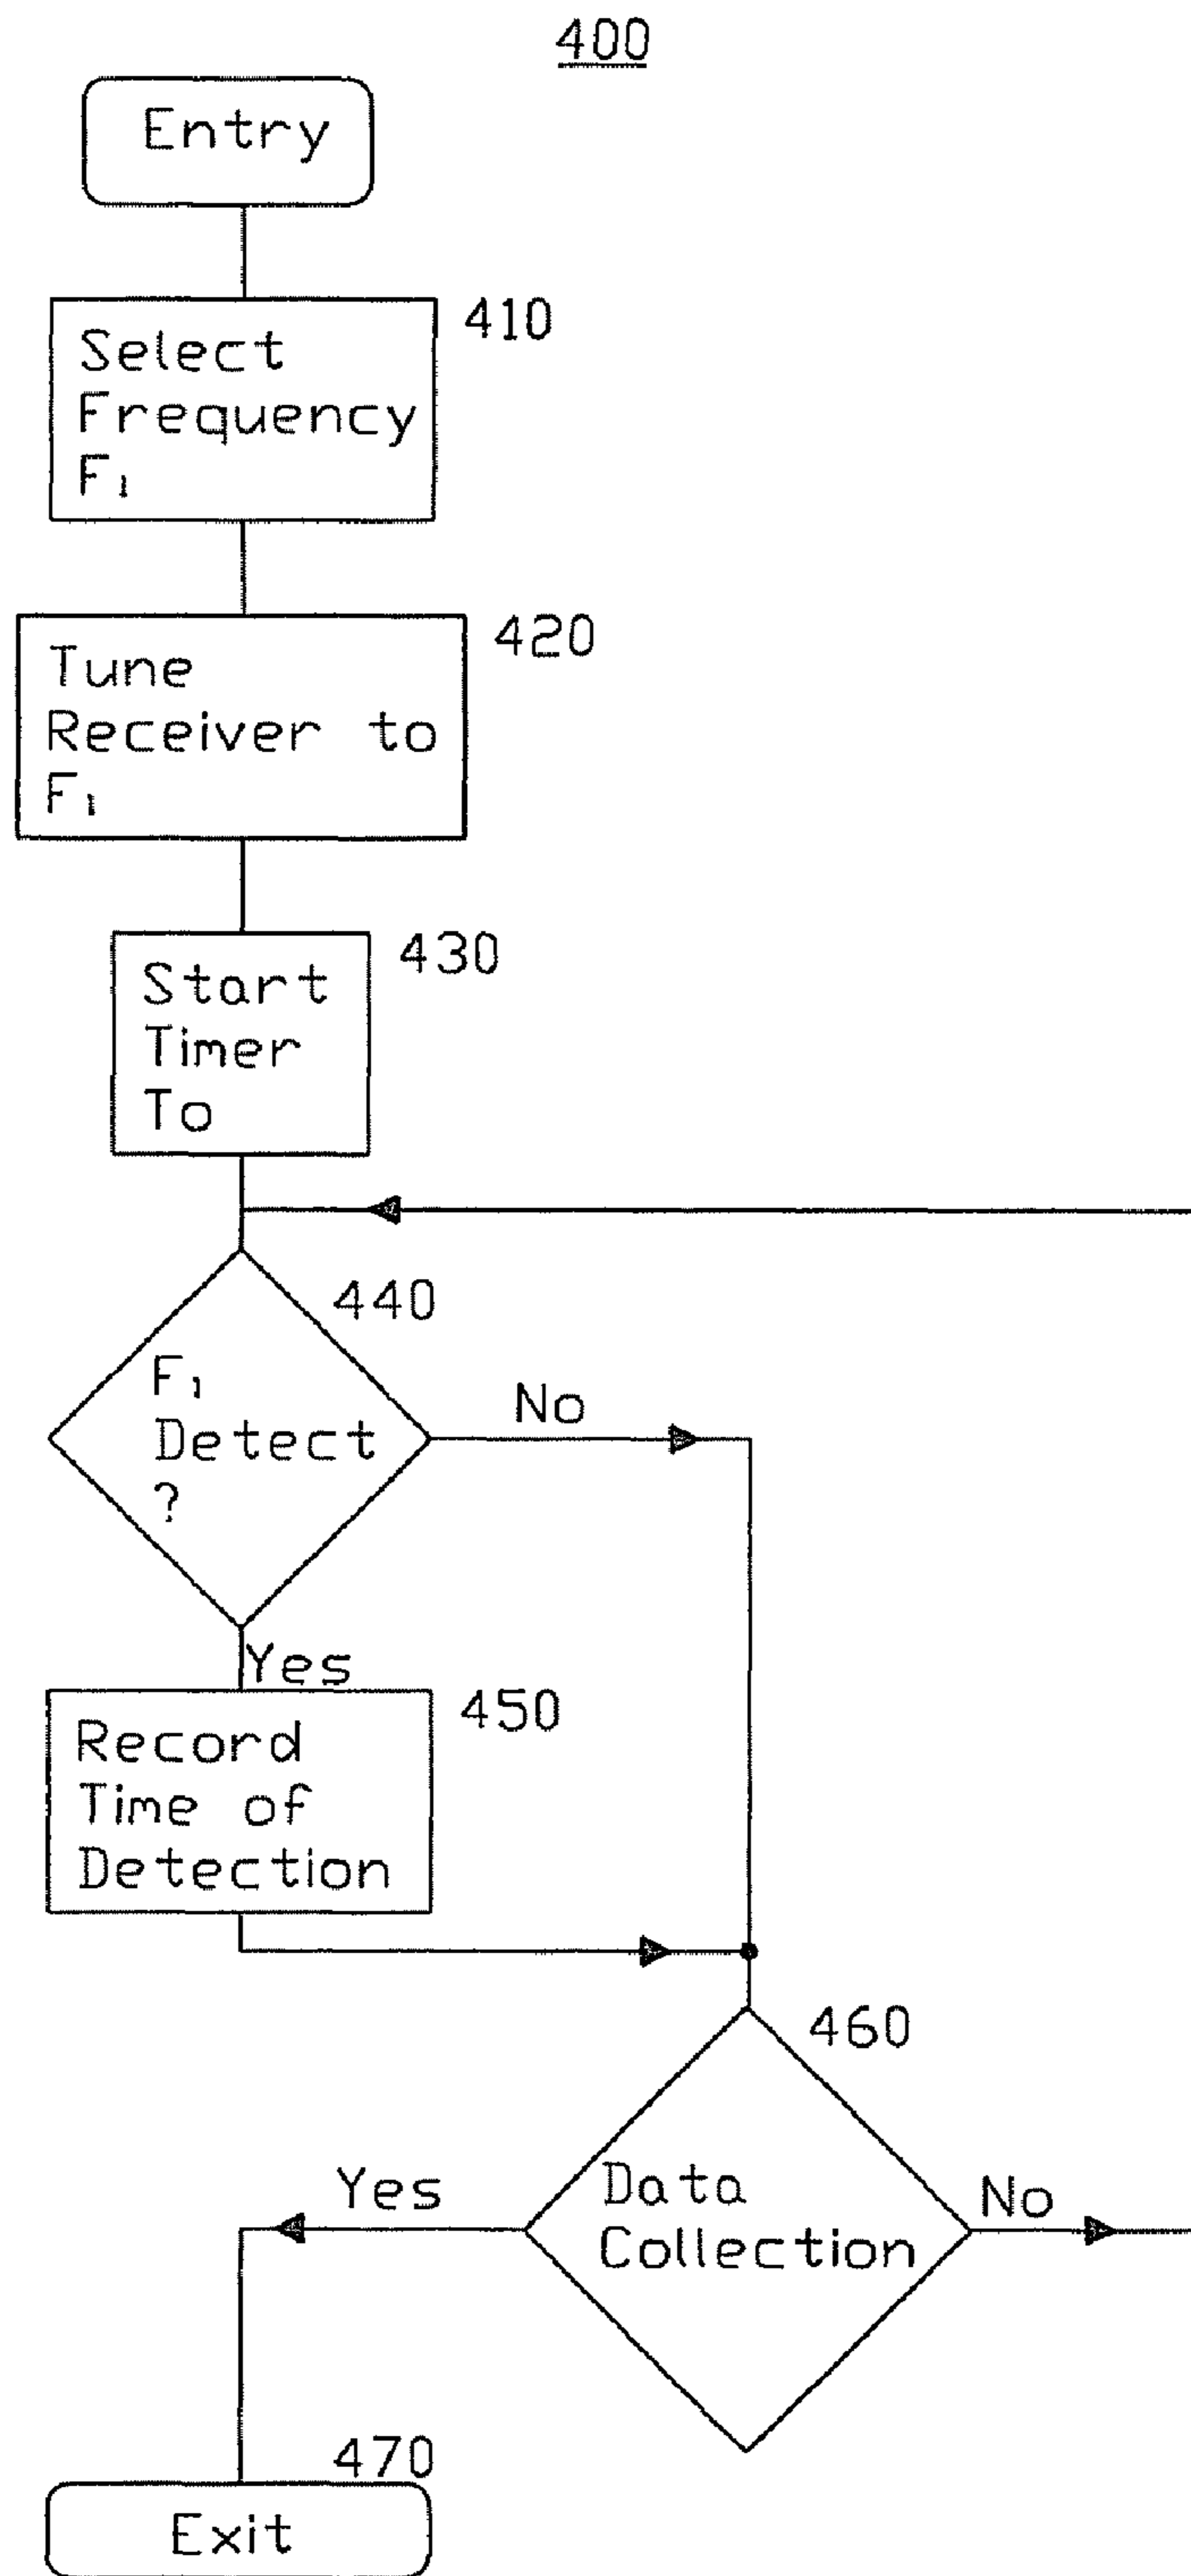 400
Entry
410
Select
Frequency
F₁
420
Tune
Receiver to
F₁
430
Start
Timer
To
440
F₁
Detect
?
No
Yes
450
Record
Time of
Detection
460
Data
Collection
Yes
No
470
Exit